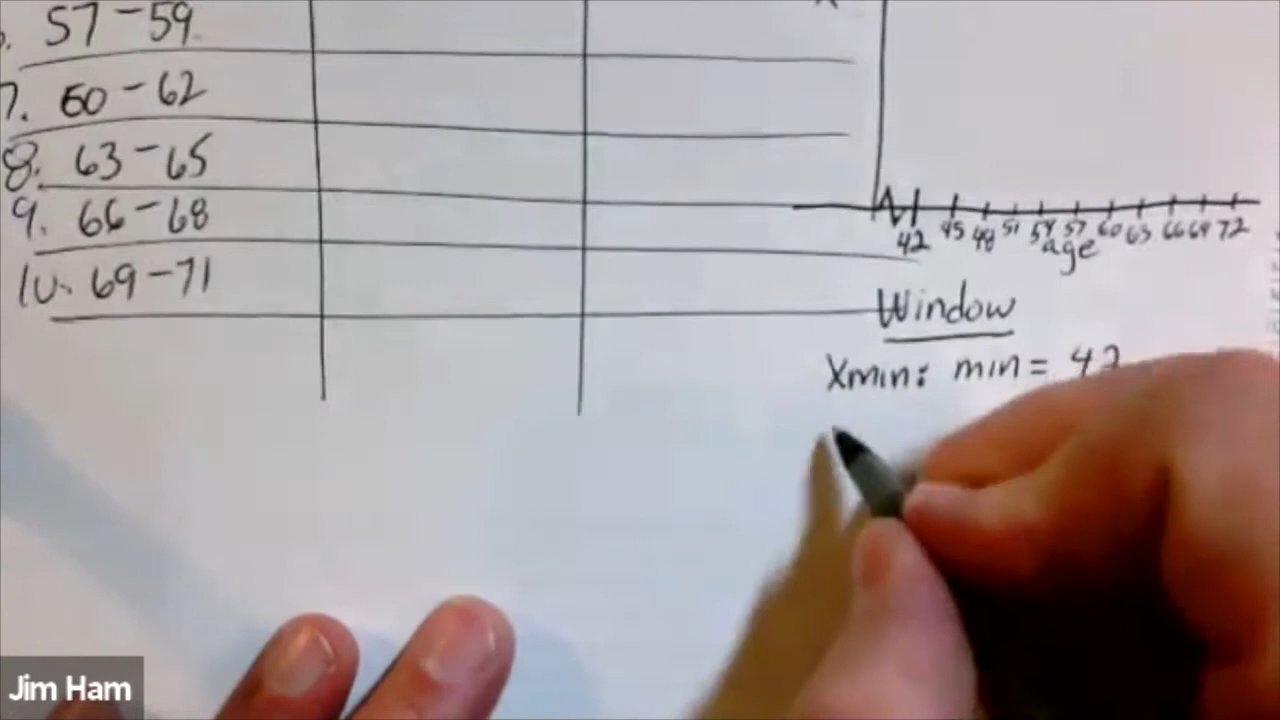 57-59
7. 60-62
8. 63-65
9. 66-68
10. 69-71
42 45 48 51 54 57 60 63 66 69 72
age
Window
Xmin: min = 42
Jim Ham